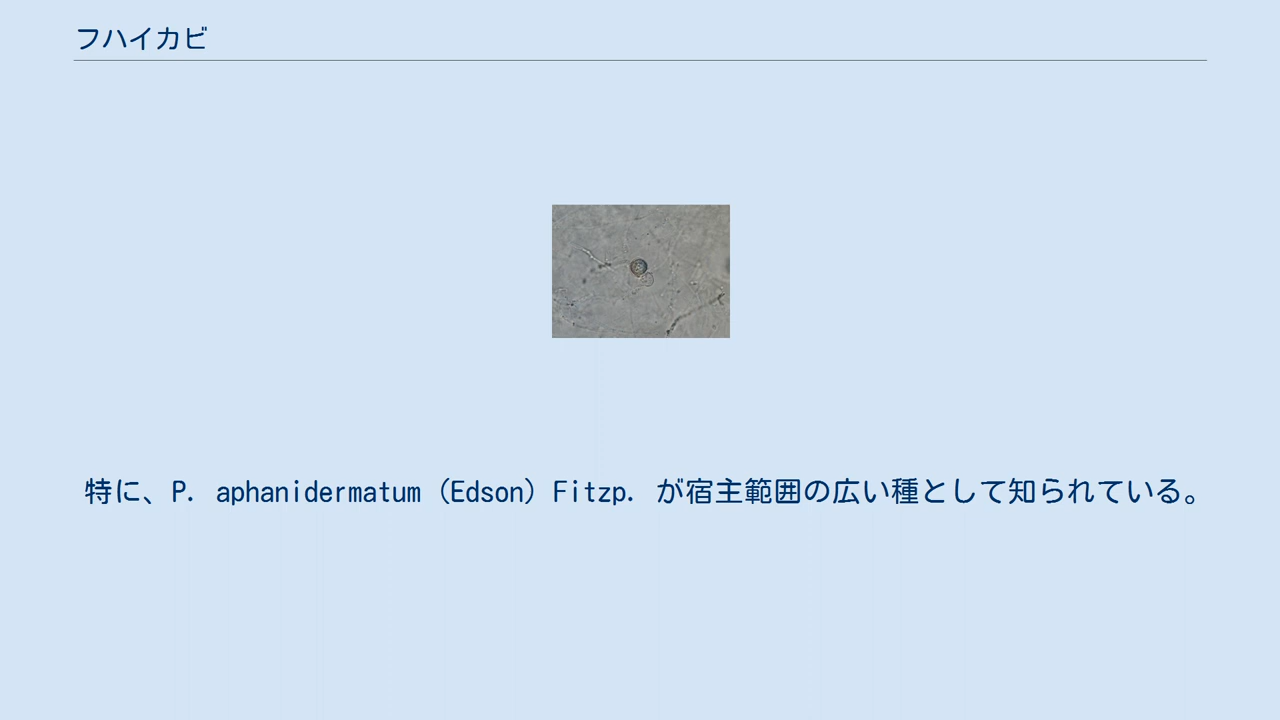 フハイカビ
特に、P. aphanidermatum (Edson) Fitzp. が宿主範囲の広い種として知られている。